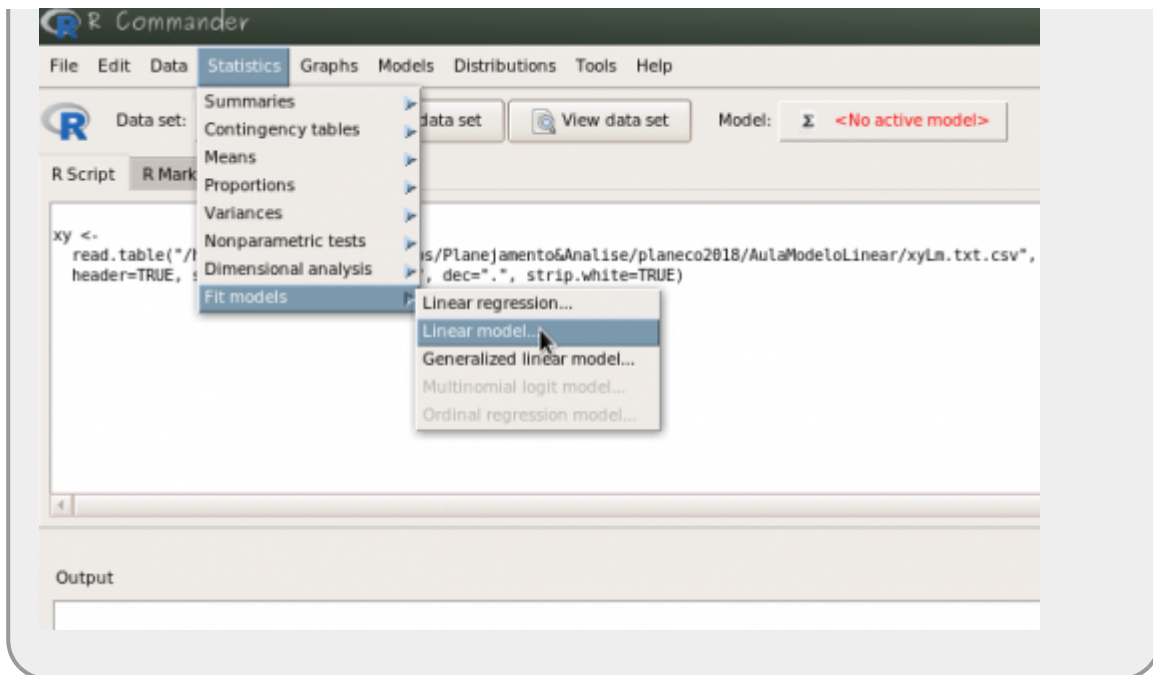 R Commander
File Edit Data Statistics Graphs Models Distributions Tools Help
Data set: data set View data set Model: Σ <No active model>
Summaries
Contingency tables
Means
Proportions
Variances
Nonparametric tests
Dimensional analysis
Fit models
R Script R Mark
xy <-
read.table("/ s/Planejamento&Analise/planeco2018/AulaModeloLinear/xyLm.txt.csv",
header=TRUE, s ", dec=".", strip.white=TRUE)
Linear regression...
Linear model...
Generalized linear model...
Multinomial logit model...
Ordinal regression model...
Output